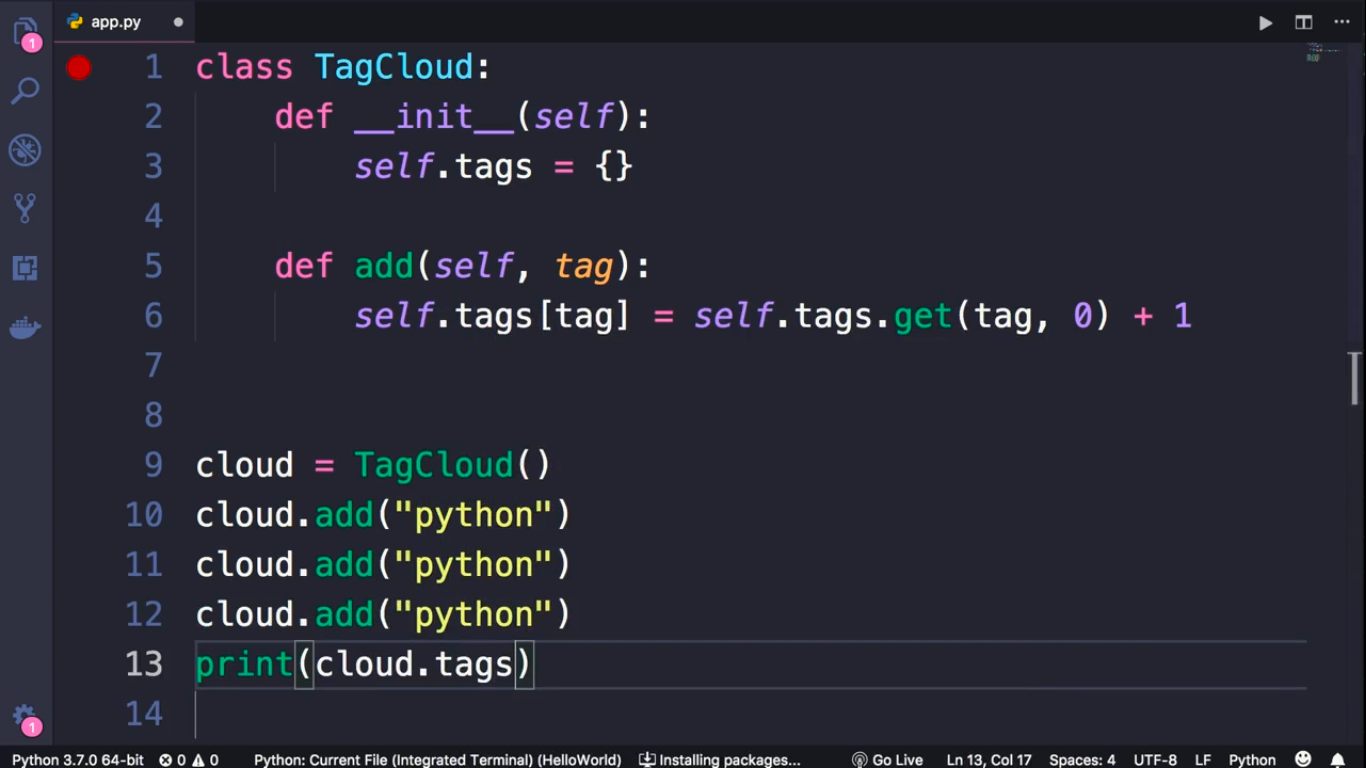 app.py
1 class TagCloud:
2     def __init__(self):
3         self.tags = {}
4
5     def add(self, tag):
6         self.tags[tag] = self.tags.get(tag, 0) + 1
7
8
9 cloud = TagCloud()
10 cloud.add("python")
11 cloud.add("python")
12 cloud.add("python")
13 print(cloud.tags)
14
1
1
Python 3.7.0 64-bit 0 0 Python: Current File (Integrated Terminal) (HelloWorld) Installing packages... Go Live Ln 13, Col 17 Spaces: 4 UTF-8 LF Python